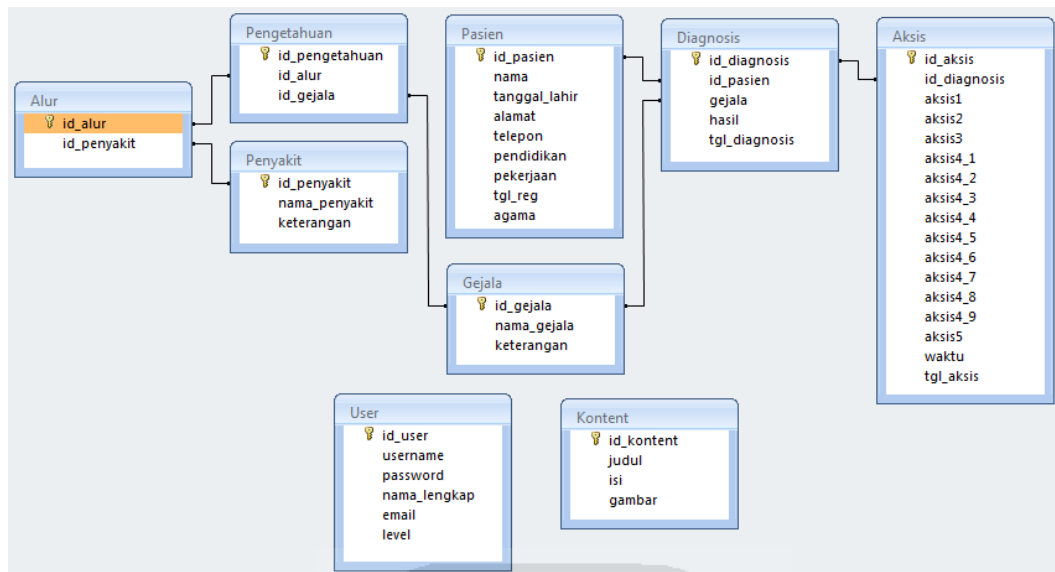 Alur
id_alur
id_penyakit
Pengetahuan
id_pengetahuan
id_alur
id_gejala
Penyakit
id_penyakit
nama_penyakit
keterangan
Pasien
id_pasien
nama
tanggal_lahir
alamat
telepon
pendidikan
pekerjaan
tgl_reg
agama
Gejala
id_gejala
nama_gejala
keterangan
Diagnosis
id_diagnosis
id_pasien
gejala
hasil
tgl_diagnosis
Aksis
id_aksis
id_diagnosis
aksis1
aksis2
aksis3
aksis4_1
aksis4_2
aksis4_3
aksis4_4
aksis4_5
aksis4_6
aksis4_7
aksis4_8
aksis4_9
aksis5
waktu
tgl_aksis
User
id_user
username
password
nama_lengkap
email
level
Kontent
id_kontent
judul
isi
gambar